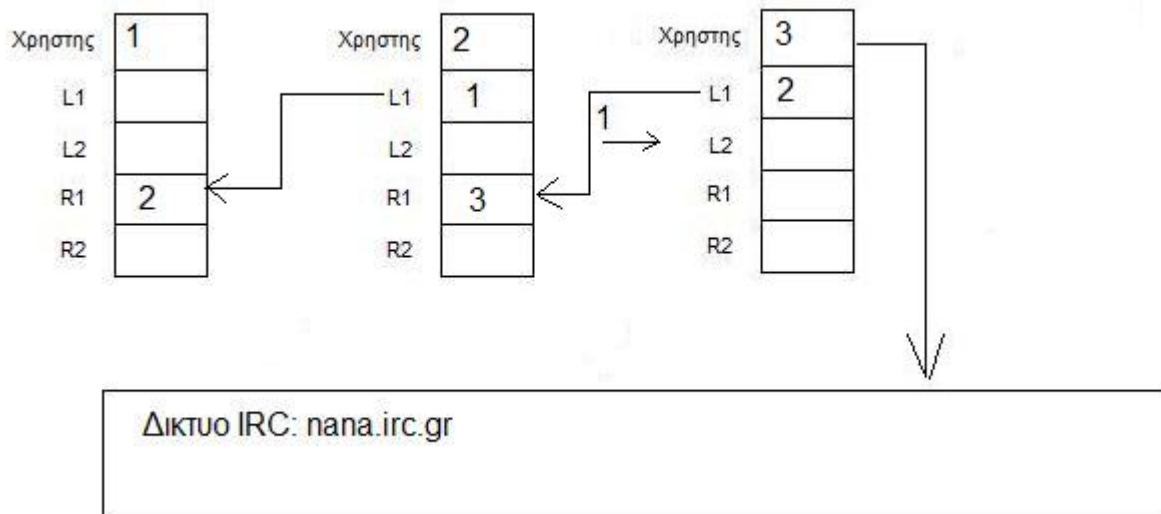 Χρηστης 1
L1
L2
R1 2
R2
Χρηστης 2
L1 1
L2
R1 3
R2
1
Χρηστης 3
L1 2
L2
R1
R2
Δικτυο IRC: nana.irc.gr